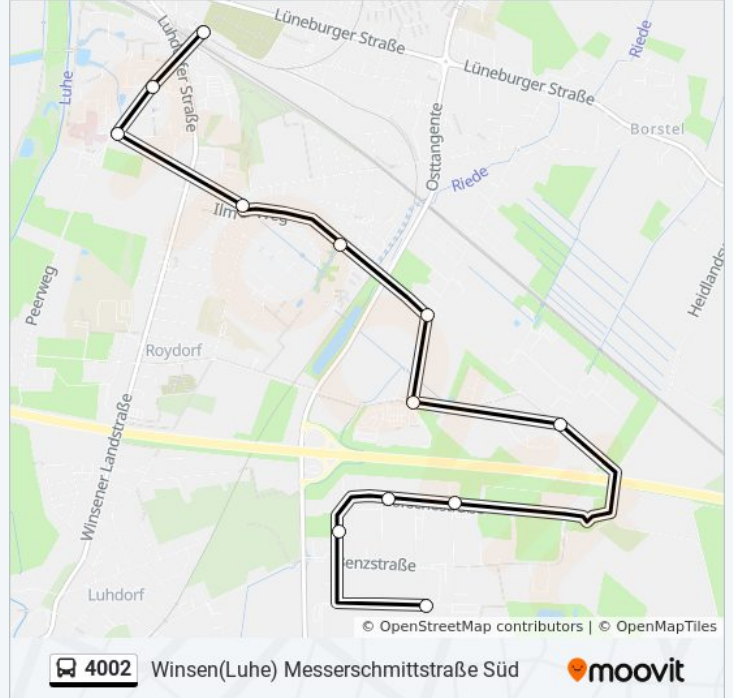 Lüneburger Straße
Riede
Luhe
Lüneburger Straße
Osttangente
Borstel
Riede
Peerweg
Heidlands
Roydorf
Winsener Landstraße
Luhdorf
© OpenStreetMap contributors | © OpenMapTiles
4002 Winsen(Luhe) Messerschmittstraße Süd
moovit